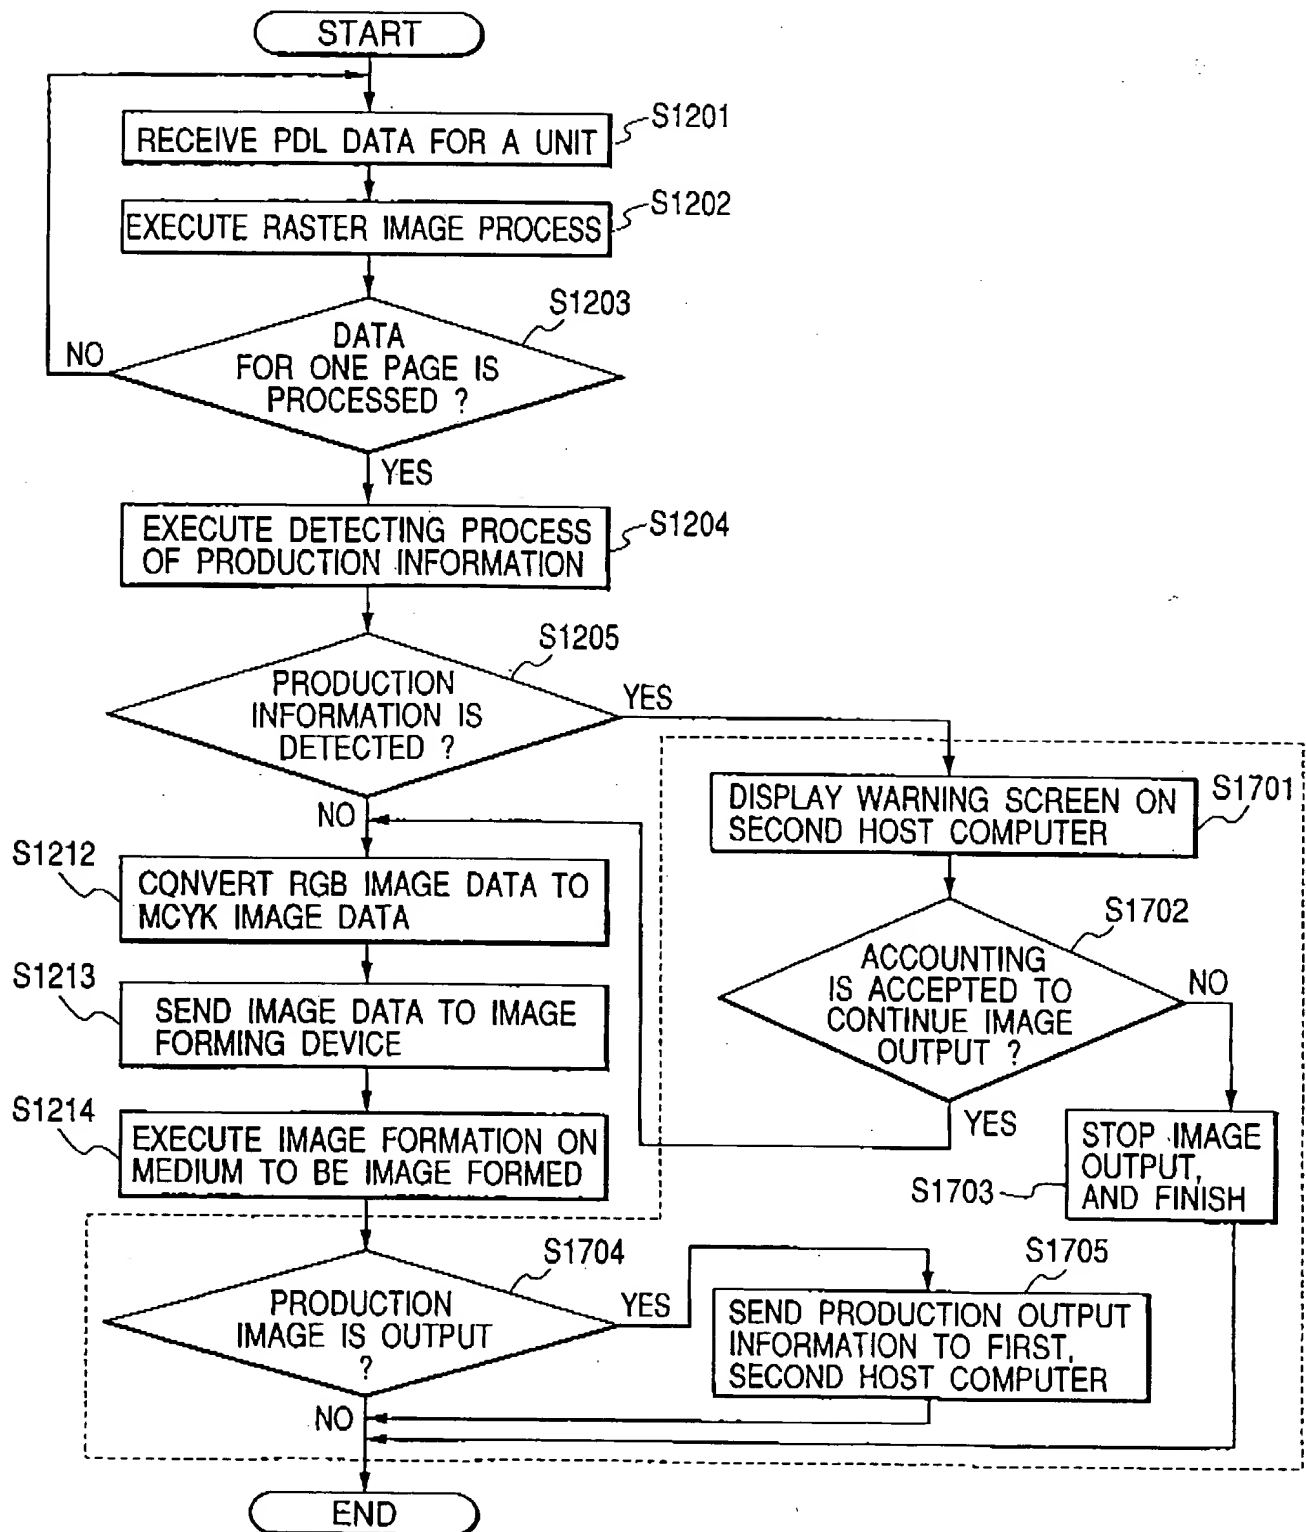 START
RECEIVE PDL DATA FOR A UNIT
S1201
EXECUTE RASTER IMAGE PROCESS
S1202
S1203
DATA
FOR ONE PAGE IS
PROCESSED ?
NO
YES
EXECUTE DETECTING PROCESS
OF PRODUCTION INFORMATION
S1204
S1205
PRODUCTION
INFORMATION IS
DETECTED ?
YES
NO
DISPLAY WARNING SCREEN ON
SECOND HOST COMPUTER
S1701
S1212
CONVERT RGB IMAGE DATA TO
MCYK IMAGE DATA
S1702
ACCOUNTING
IS ACCEPTED TO
CONTINUE IMAGE
OUTPUT ?
NO
YES
S1213
SEND IMAGE DATA TO IMAGE
FORMING DEVICE
S1214
EXECUTE IMAGE FORMATION ON
MEDIUM TO BE IMAGE FORMED
STOP IMAGE
OUTPUT,
AND FINISH
S1703
S1704
PRODUCTION
IMAGE IS OUTPUT
?
YES
NO
S1705
SEND PRODUCTION OUTPUT
INFORMATION TO FIRST,
SECOND HOST COMPUTER
END